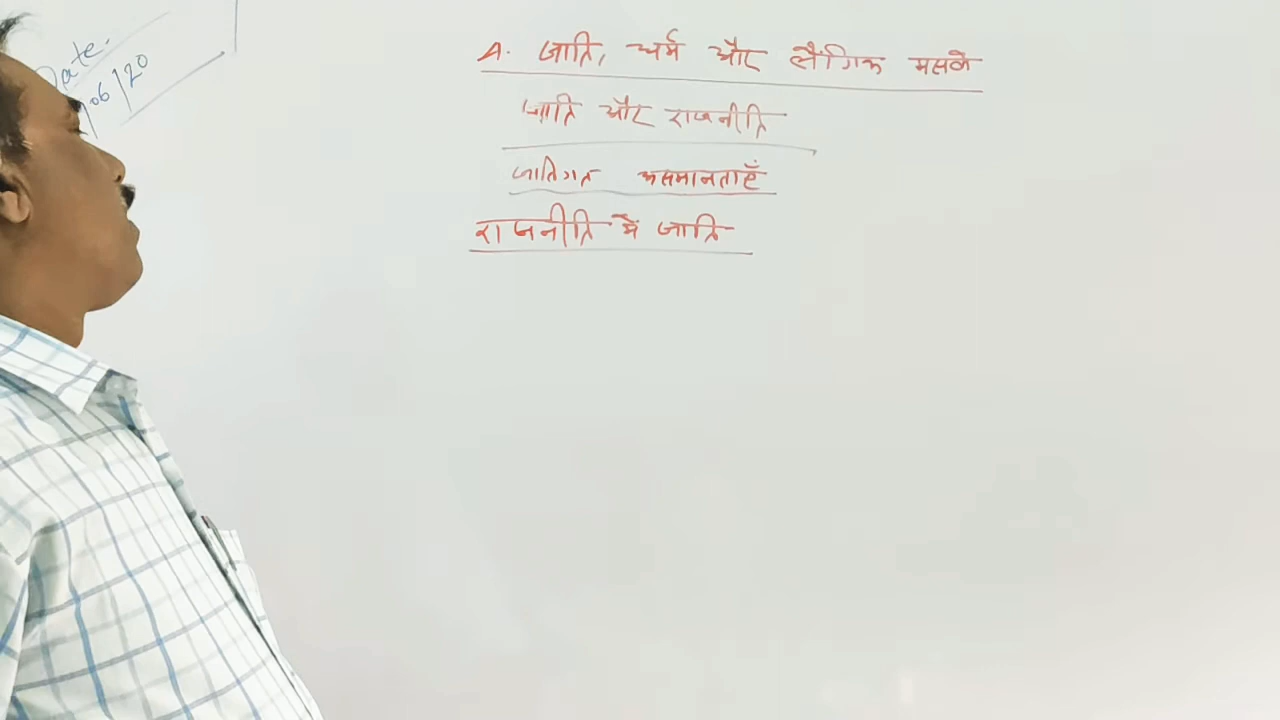 Date.
06/20
A. जाति, धर्म और लैंगिक मसले
जाति और राजनीति
जातिगत असमानताएँ
राजनीति में जाति